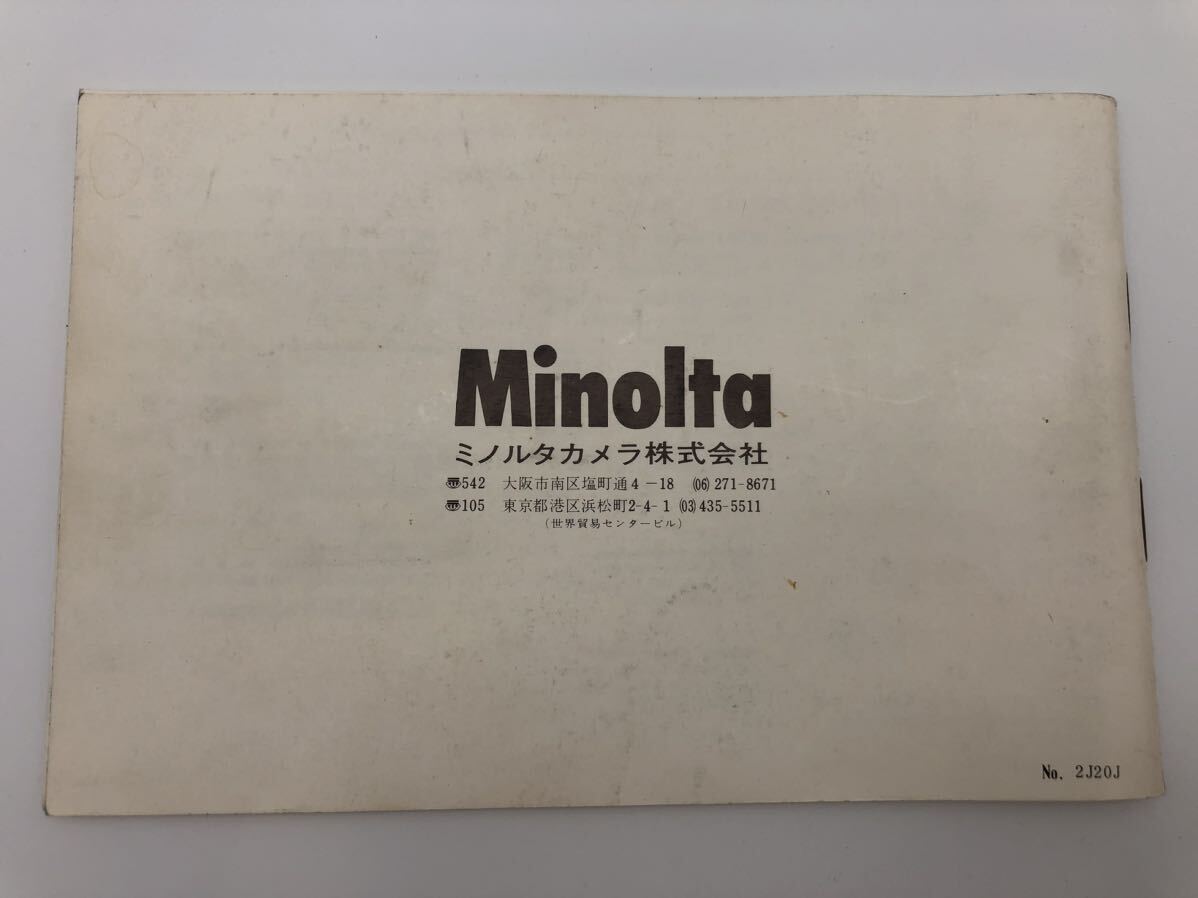 Minolta
ミノルタカメラ株式会社
〠542 大阪市南区塩町通4-18 (06)271-8671
〠105 東京都港区浜松町2-4-1 (03)435-5511
(世界貿易センタービル)
No. 2J20J